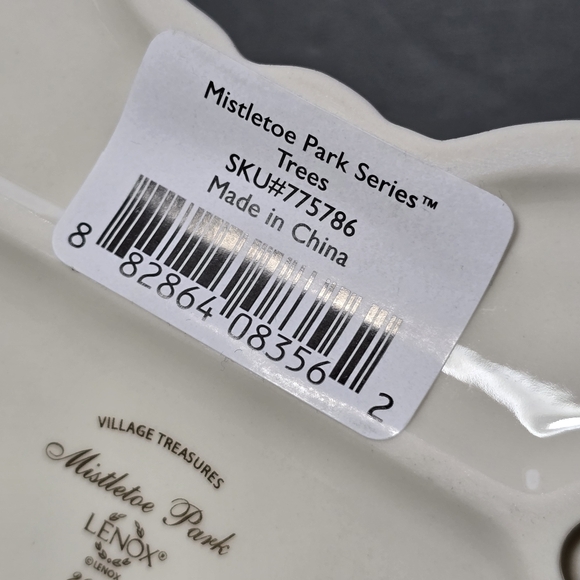 Mistletoe Park Series™
Trees
SKU#775786
Made in China
8 82864 08356 2
VILLAGE TREASURES
Mistletoe Park
LENOX®
©LENOX